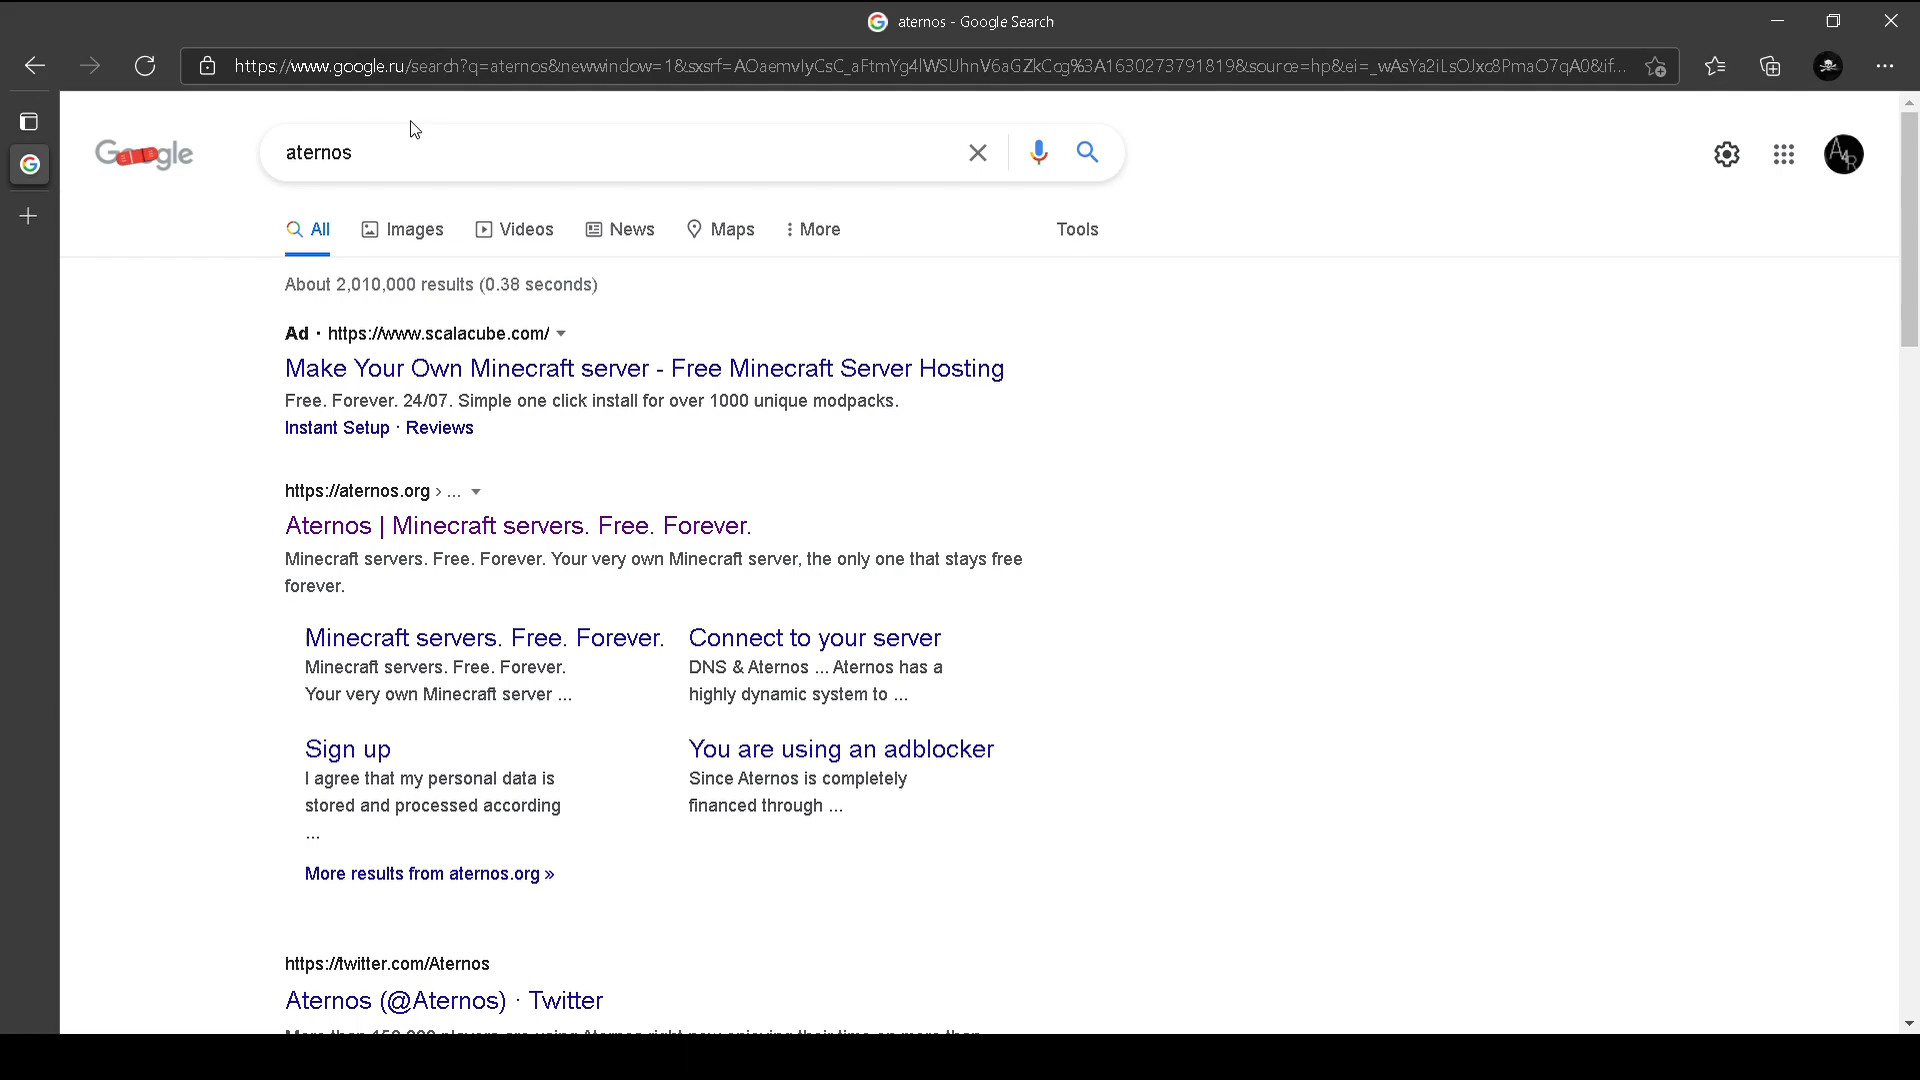 aternos - Google Search
https://www.google.ru/search?q=aternos&newwindow=1&sxsrf=AOaemvIyCsC_aFtmYg4lWSUhnV6aGZkCcg%3A1630273791819&source=hp&ei=_wAsYa2iLsOJxc8PmaO7qA0&if...
Google
aternos
All Images Videos News Maps More Tools
About 2,010,000 results (0.38 seconds)
Ad · https://www.scalacube.com/
Make Your Own Minecraft server - Free Minecraft Server Hosting
Free. Forever. 24/07. Simple one click install for over 1000 unique modpacks.
Instant Setup · Reviews
https://aternos.org › ...
Aternos | Minecraft servers. Free. Forever.
Minecraft servers. Free. Forever. Your very own Minecraft server, the only one that stays free
forever.
Minecraft servers. Free. Forever.
Minecraft servers. Free. Forever.
Your very own Minecraft server ...
Connect to your server
DNS & Aternos ... Aternos has a
highly dynamic system to ...
Sign up
I agree that my personal data is
stored and processed according
...
You are using an adblocker
Since Aternos is completely
financed through ...
More results from aternos.org »
https://twitter.com/Aternos
Aternos (@Aternos) · Twitter